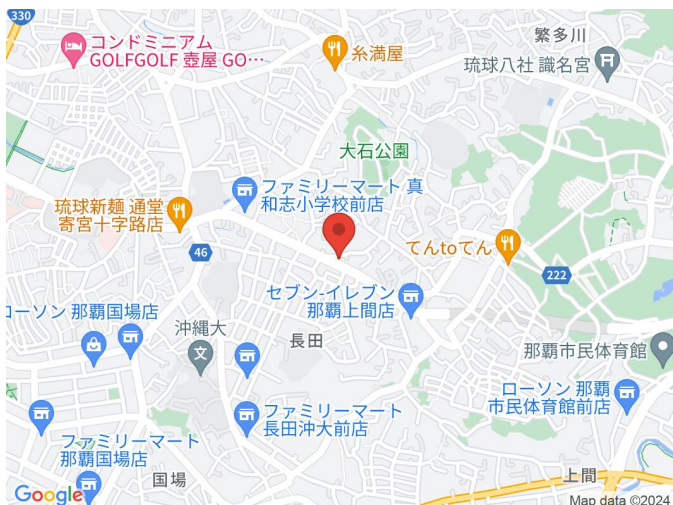 330
コンドミニアム
GOLFGOLF 壺屋 GO…
糸満屋
繁多川
琉球八社 識名宮
大石公園
ファミリーマート 真
和志小学校前店
琉球新麺 通堂
寄宮十字路店
46
てんtoてん
222
セブン-イレブン
那覇上間店
ローソン 那覇国場店
沖縄大
長田
那覇市民体育館
ローソン 那覇
市民体育館前店
ファミリーマート
長田沖大前店
ファミリーマート
那覇国場店
国場
上間
Google
Map data ©2024